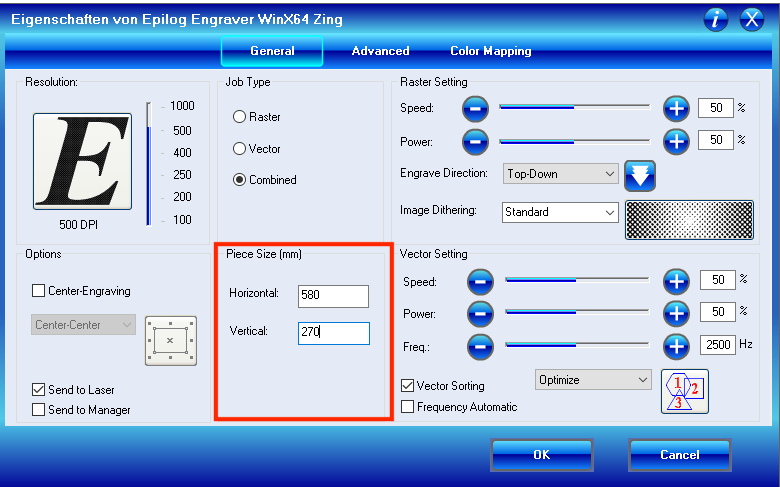 Eigenschaften von Epilog Engraver WinX64 Zing
i X
General Advanced Color Mapping
Resolution:
E
1000
500
400
250
200
100
500 DPI
Job Type
Raster
Vector
Combined
Raster Setting
Speed: 50 %
Power: 50 %
Engrave Direction: Top-Down
Image Dithering: Standard
Options
Center-Engraving
Center-Center
Send to Laser
Send to Manager
Piece Size (mm)
Horizontal: 580
Vertical: 270
Vector Setting
Speed: 50 %
Power: 50 %
Freq.: 2500 Hz
Vector Sorting Optimize
1 2
3
Frequency Automatic
OK Cancel